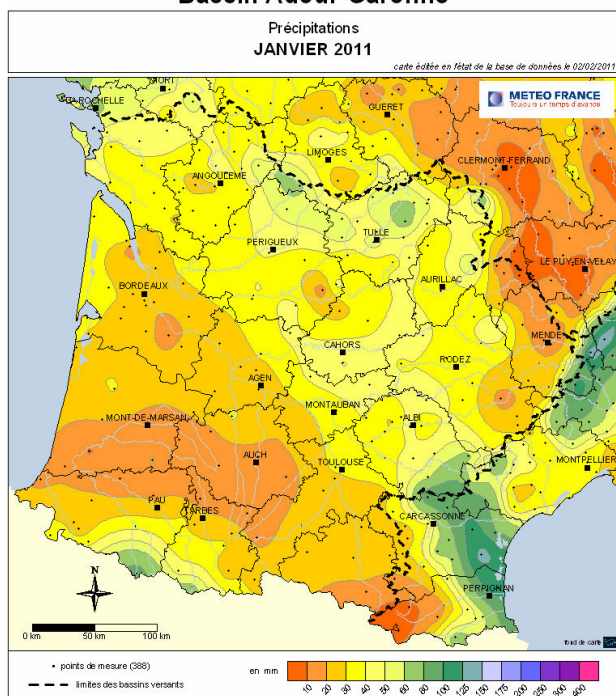 Bassin Adour-Garonne
Précipitations
JANVIER 2011
carte éditée en l'état de la base de données le 02/02/2011
METEO FRANCE
Toujours un temps d'avance
NIORT
LA ROCHELLE
GUERET
LIMOGES
CLERMONT-FERRAND
ANGOULEME
TULLE
PERIGUEUX
LE PUY-EN-VELAY
AURILLAC
BORDEAUX
MENDE
CAHORS
RODEZ
AGEN
MONTAUBAN
MONT-DE-MARSAN
ALBI
AUCH
TOULOUSE
MONTPELLIER
PAU
TARBES
CARCASSONNE
PERPIGNAN
N
0 km 50 km 100 km
fond de carte
points de mesure (388)
limites des bassins versants
en mm
10 20 30 40 50 60 80 100 125 150 175 200 250 300 400